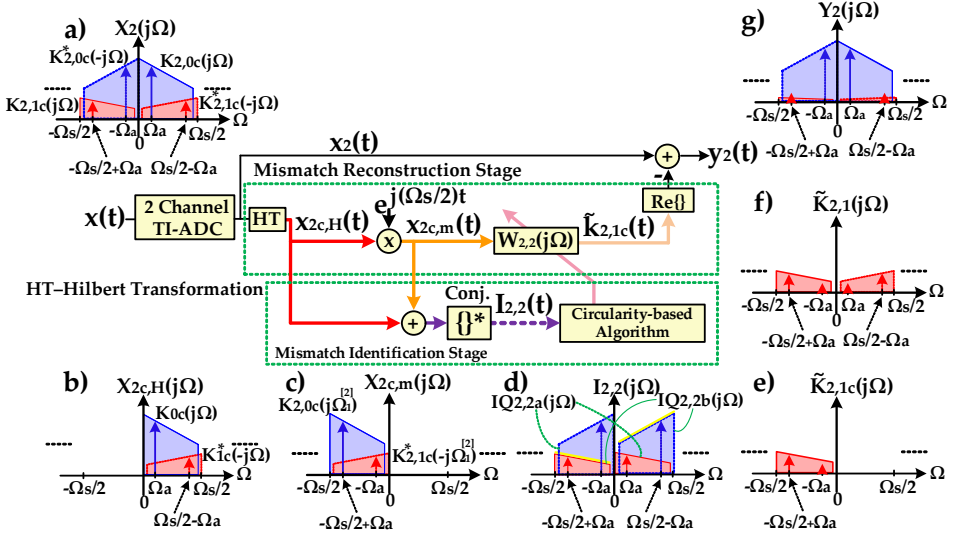 a)
X2(jΩ)
K*2,0c(-jΩ)
K2,0c(jΩ)
K2,1c(jΩ)
K*2,1c(-jΩ)
-Ωa
Ωa
Ωs/2
Ω
-Ωs/2
0
-Ωs/2+Ωa
Ωs/2-Ωa
g)
Y2(jΩ)
-Ωs/2
-Ωa
Ωa
Ωs/2
Ω
0
-Ωs/2+Ωa
Ωs/2-Ωa
x2(t)
+
-
y2(t)
Mismatch Reconstruction Stage
x(t)
2 Channel
TI-ADC
HT
x2c,H(t)
e^j(Ωs/2)t
x
x2c,m(t)
W2,2(jΩ)
k̃2,1c(t)
Re{}
HT–Hilbert Transformation
+
Conj.
{}*
I2,2(t)
Circularity-based
Algorithm
Mismatch Identification Stage
f)
K̃2,1(jΩ)
-Ωs/2
-Ωa
Ωa
Ωs/2
Ω
0
-Ωs/2+Ωa
Ωs/2-Ωa
b)
X2c,H(jΩ)
K0c(jΩ)
K*1c(-jΩ)
-Ωs/2
Ωa
Ωs/2
Ω
0
Ωs/2-Ωa
c)
X2c,m(jΩ)
K2,0c(jΩ1[2])
K*2,1c(-jΩ1[2])
-Ωs/2
-Ωa
Ωs/2
Ω
0
-Ωs/2+Ωa
d)
I2,2(jΩ)
IQ2,2a(jΩ)
IQ2,2b(jΩ)
-Ωs/2
-Ωa
Ωa
Ωs/2
Ω
0
-Ωs/2+Ωa
Ωs/2-Ωa
e)
K̃2,1c(jΩ)
-Ωs/2
-Ωa
Ωa
Ωs/2
Ω
0
-Ωs/2+Ωa